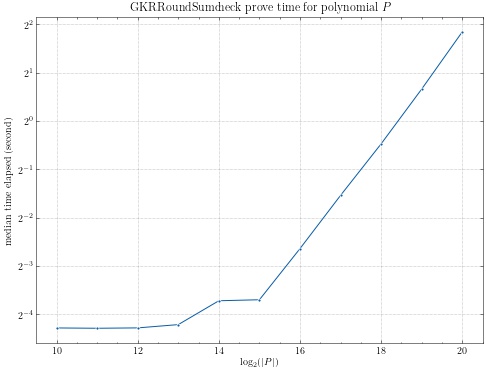 GKRRoundSumcheck prove time for polynomial P
median time elapsed (second)
2^2
2^1
2^0
2^−1
2^−2
2^−3
2^−4
10 12 14 16 18 20
log_2(|P|)